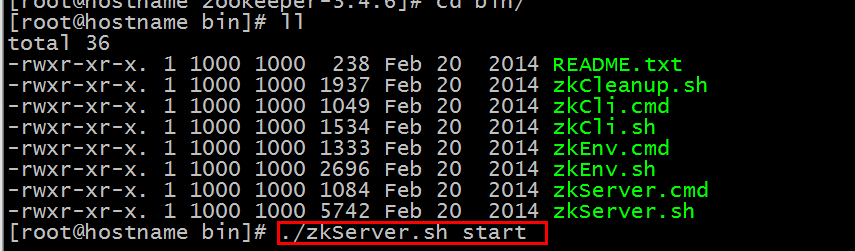 [root@hostname zookeeper-3.4.6]# cd bin/
[root@hostname bin]# ll
total 36
-rwxr-xr-x. 1 1000 1000  238 Feb 20  2014 README.txt
-rwxr-xr-x. 1 1000 1000 1937 Feb 20  2014 zkCleanup.sh
-rwxr-xr-x. 1 1000 1000 1049 Feb 20  2014 zkCli.cmd
-rwxr-xr-x. 1 1000 1000 1534 Feb 20  2014 zkCli.sh
-rwxr-xr-x. 1 1000 1000 1333 Feb 20  2014 zkEnv.cmd
-rwxr-xr-x. 1 1000 1000 2696 Feb 20  2014 zkEnv.sh
-rwxr-xr-x. 1 1000 1000 1084 Feb 20  2014 zkServer.cmd
-rwxr-xr-x. 1 1000 1000 5742 Feb 20  2014 zkServer.sh
[root@hostname bin]# ./zkServer.sh start